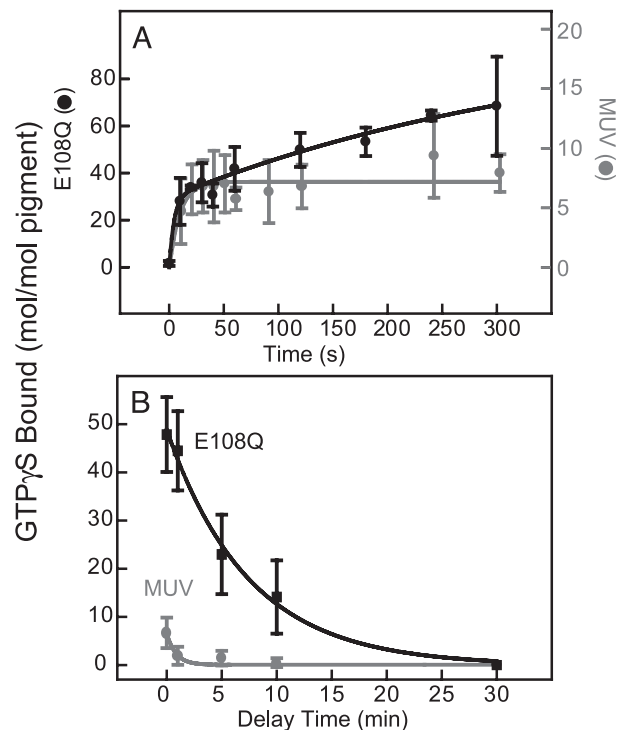 GTPγS Bound (mol/mol pigment)
A
E108Q (●)
80
60
40
20
0
20
15
10
5
0
MUV (●)
0 50 100 150 200 250 300
Time (s)
B
50
40
30
20
10
0
E108Q
MUV
0 5 10 15 20 25 30
Delay Time (min)